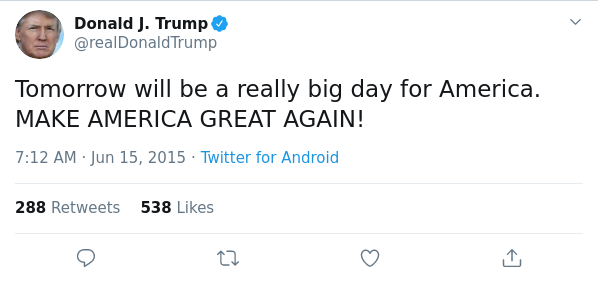 Donald J. Trump
@realDonaldTrump
Tomorrow will be a really big day for America.
MAKE AMERICA GREAT AGAIN!
7:12 AM · Jun 15, 2015 · Twitter for Android
288 Retweets 538 Likes